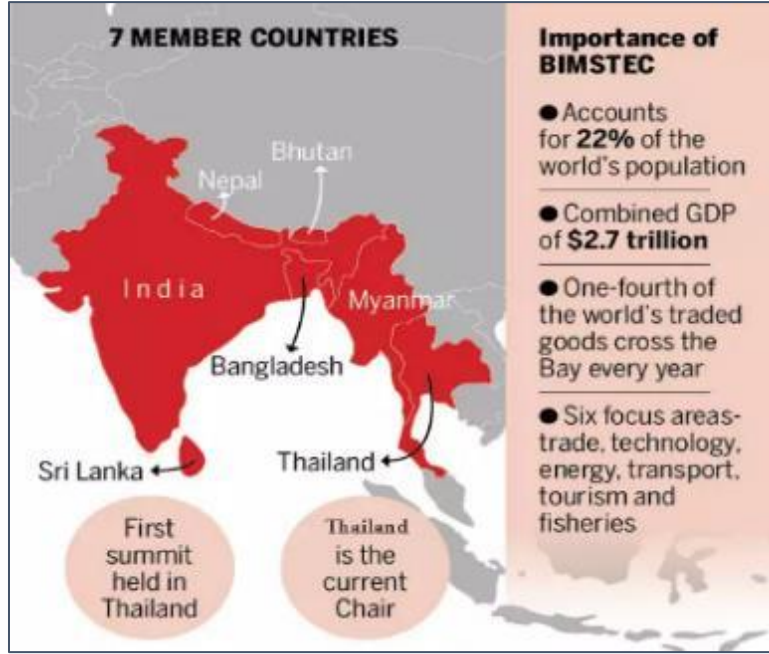 7 MEMBER COUNTRIES
Bhutan
Nepal
India
Myanmar
Bangladesh
Sri Lanka
Thailand
First
summit
held in
Thailand
Thailand
is the
current
Chair
Importance of
BIMSTEC
● Accounts
for 22% of the
world's population
● Combined GDP
of $2.7 trillion
● One-fourth of
the world's traded
goods cross the
Bay every year
● Six focus areas-
trade, technology,
energy, transport,
tourism and
fisheries